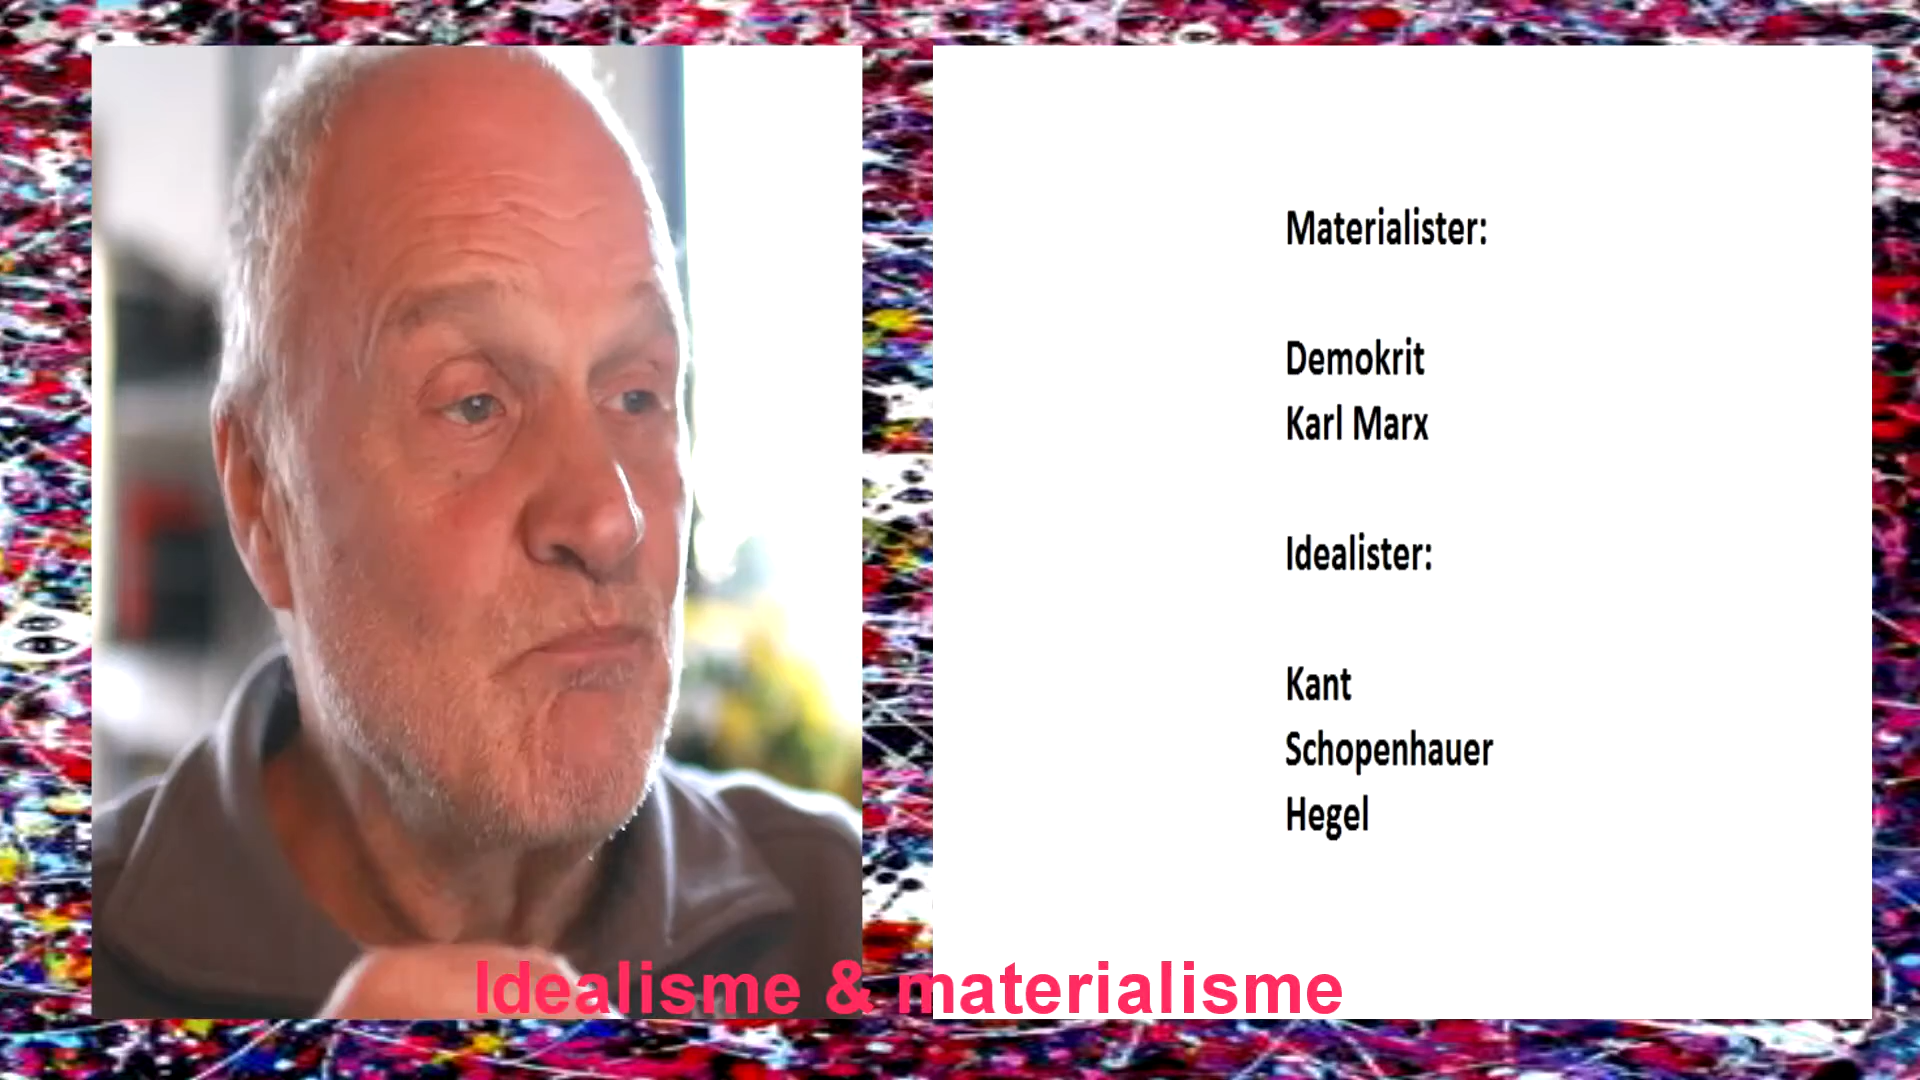 Materialister:
Demokrit
Karl Marx
Idealister:
Kant
Schopenhauer
Hegel
Idealisme & materialisme